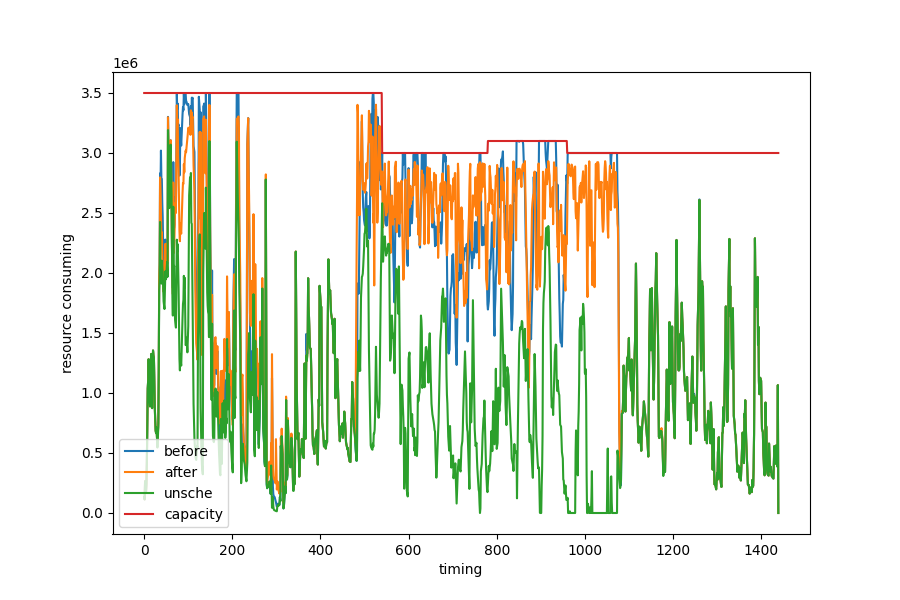 1e6
3.5
3.0
2.5
2.0
1.5
1.0
0.5
0.0
resource consuming
before
after
unsche
capacity
0 200 400 600 800 1000 1200 1400
timing